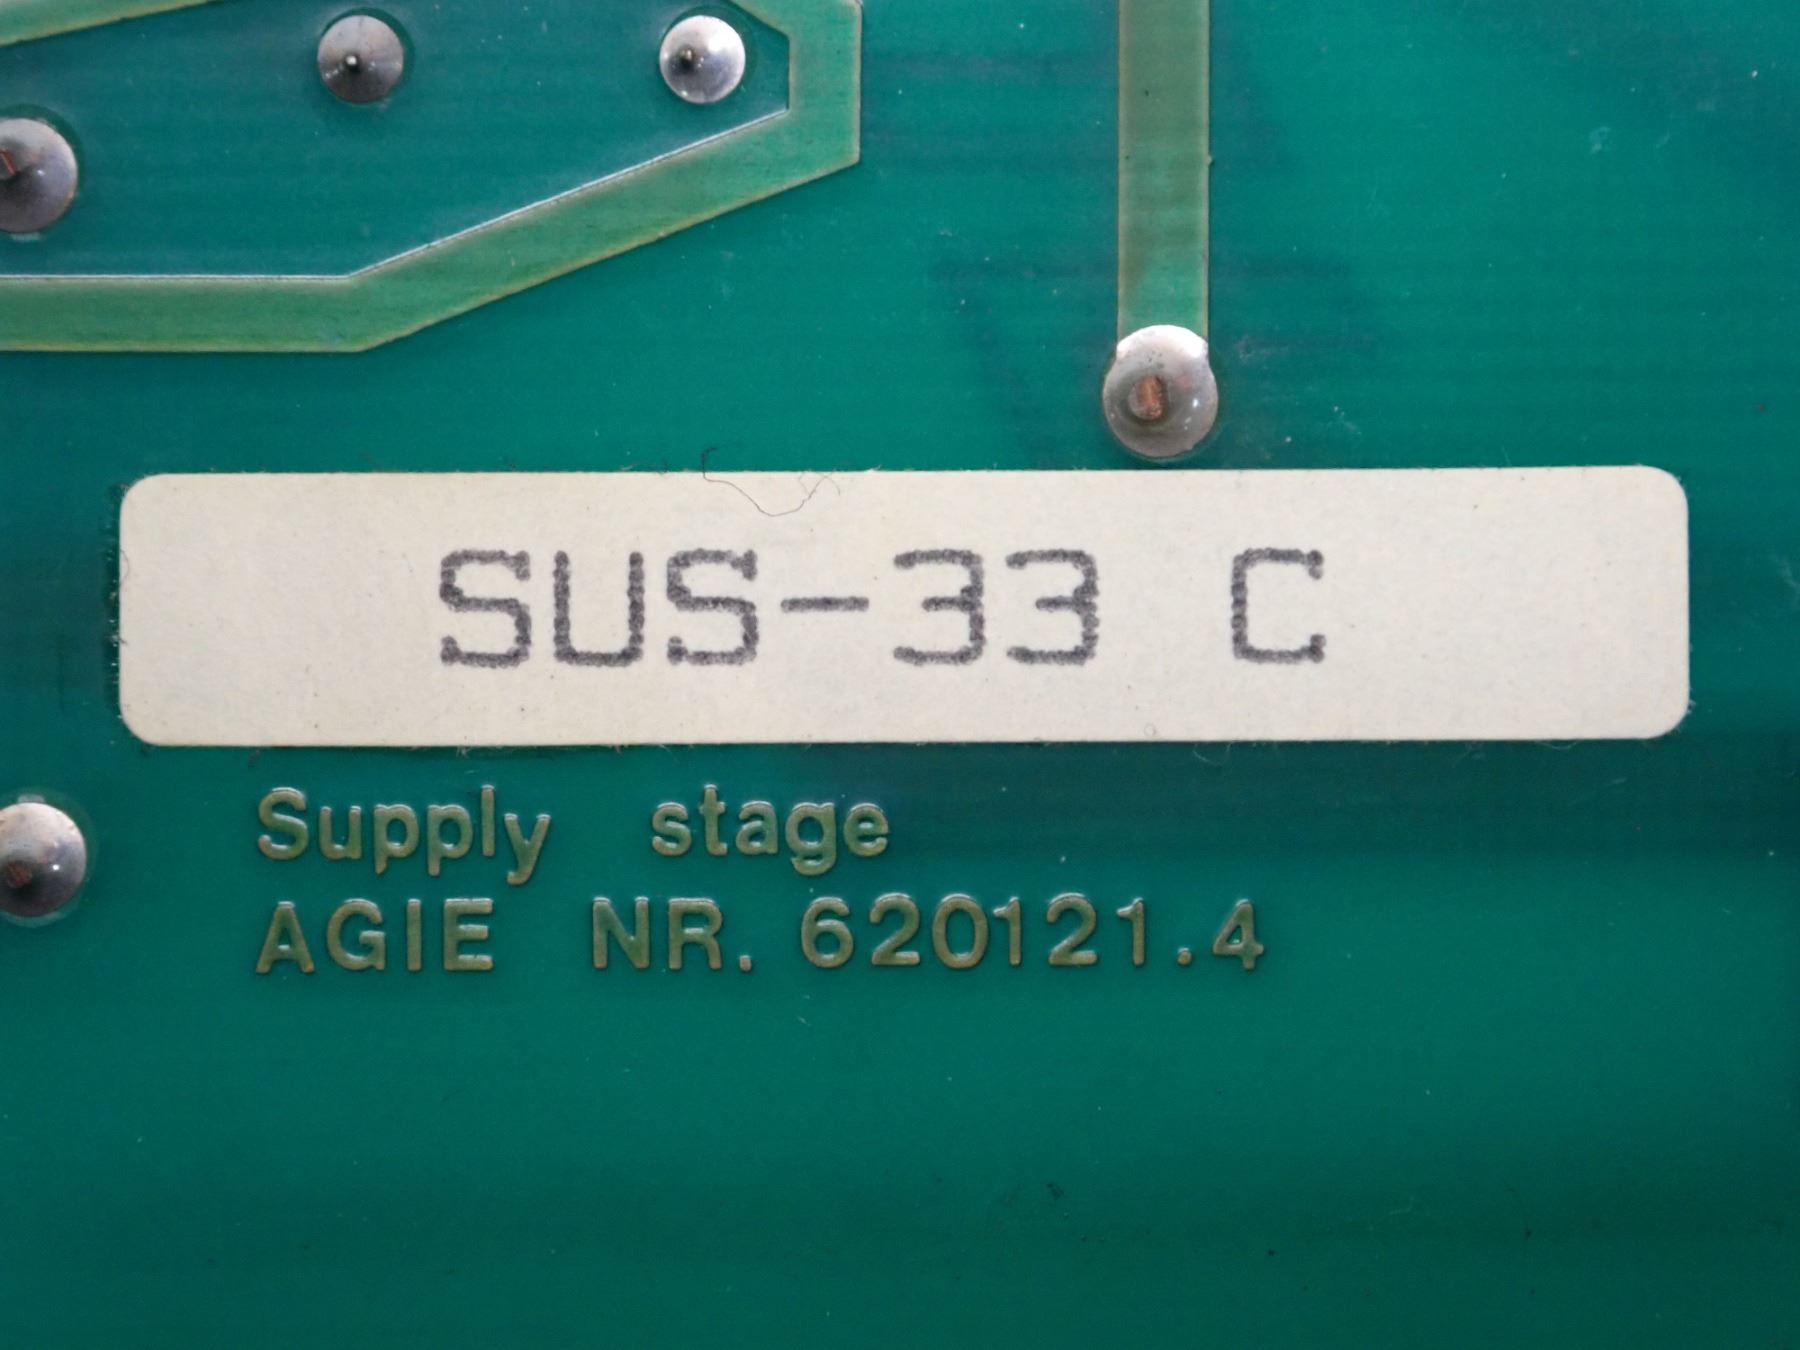 SUS-33 C
Supply stage
AGIE NR. 620121.4